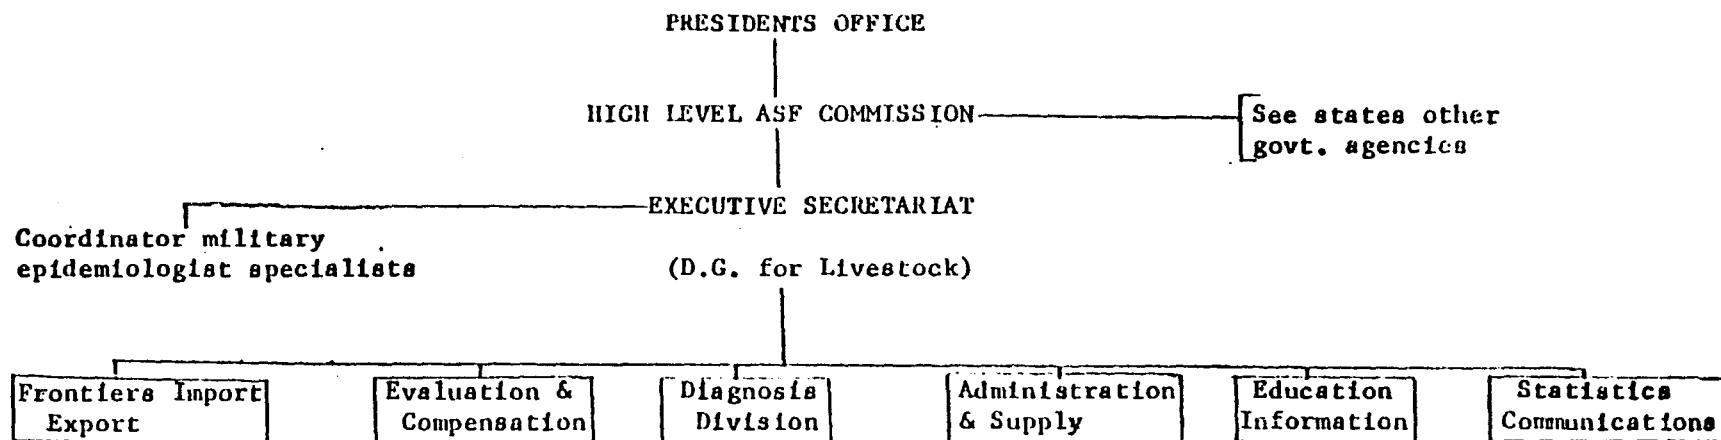 PRESIDENTS OFFICE
HIGH LEVEL ASF COMMISSION
See states other
govt. agencies
EXECUTIVE SECRETARIAT
Coordinator military
epidemiologist specialists
(D.G. for Livestock)
Frontiers Import
Export
Evaluation &
Compensation
Diagnosis
Division
Administration
& Supply
Education
Information
Statistics
Communications